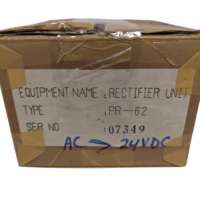 EQUIPMENT NAME : RECTIFIER UNIT
TYPE : PR-62
SER NO : 07349
AC → 24VDC